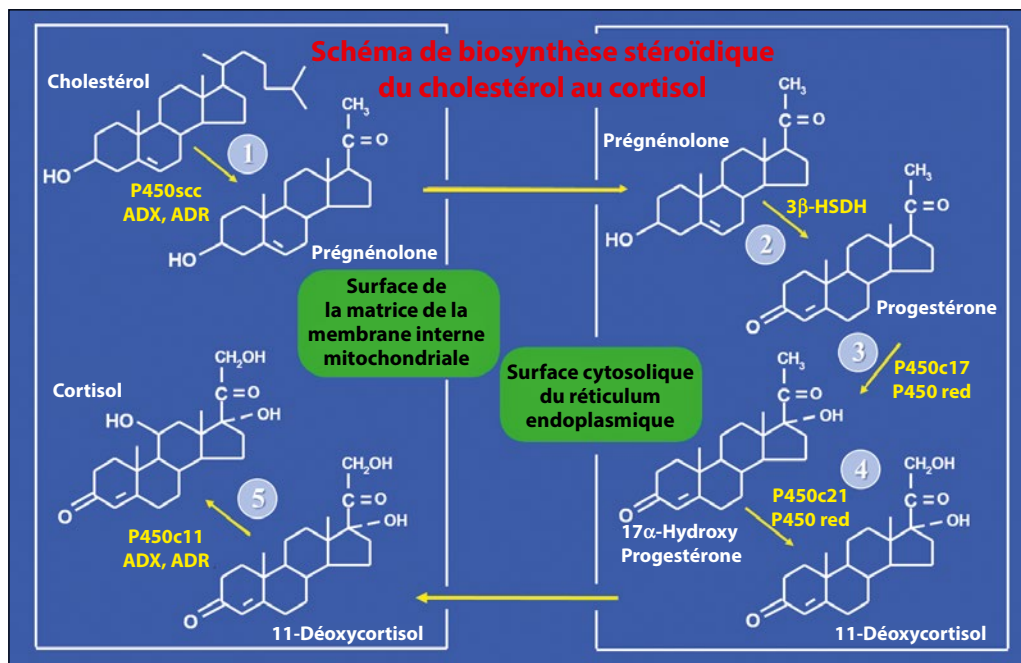 Schéma de biosynthèse stéroïdique
du cholestérol au cortisol
Cholestérol
HO
1
P450scc
ADX, ADR
CH3
C=O
HO
Prégnénolone
Prégnénolone
CH3
C=O
HO
3β-HSDH
2
CH3
C=O
O
Progestérone
3
P450c17
P450 red
Surface de
la matrice de la
membrane interne
mitochondriale
Surface cytosolique
du réticulum
endoplasmique
CH3
C=O
OH
O
17α-Hydroxy
Progestérone
4
P450c21
P450 red
CH2OH
C=O
OH
O
11-Déoxycortisol
CH2OH
C=O
OH
O
11-Déoxycortisol
5
P450c11
ADX, ADR
Cortisol
CH2OH
C=O
OH
HO
O